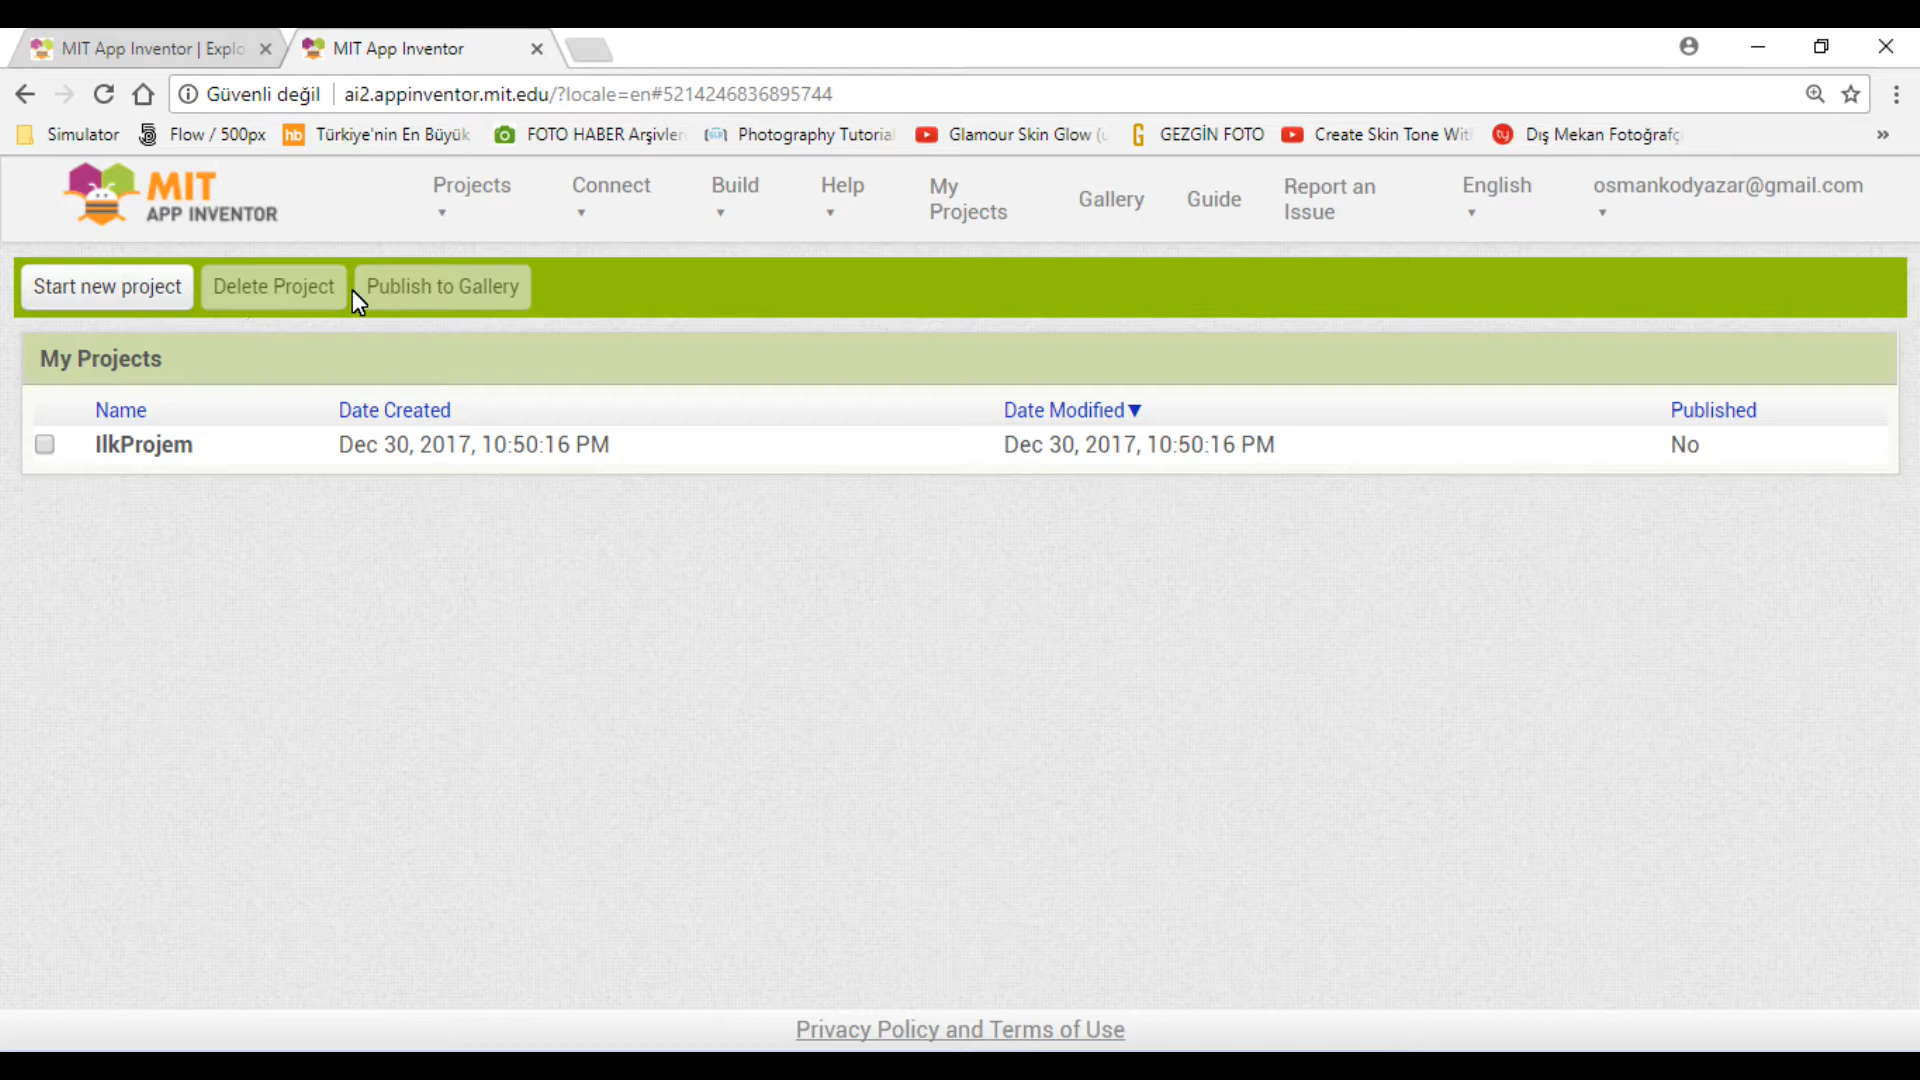 MIT App Inventor | Explo
MIT App Inventor
Güvenli değil
ai2.appinventor.mit.edu/?locale=en#5214246836895744
Simulator
Flow / 500px
hb
Türkiye'nin En Büyük
FOTO HABER Arşivler
Photography Tutorial
Glamour Skin Glow (u
G
GEZGİN FOTO
Create Skin Tone Wit
ty
Dış Mekan Fotoğrafç
»
MIT
APP INVENTOR
Projects
Connect
Build
Help
My
Projects
Gallery
Guide
Report an
Issue
English
osmankodyazar@gmail.com
Start new project
Delete Project
Publish to Gallery
My Projects
Name
Date Created
Date Modified▼
Published
IlkProjem
Dec 30, 2017, 10:50:16 PM
Dec 30, 2017, 10:50:16 PM
No
Privacy Policy and Terms of Use